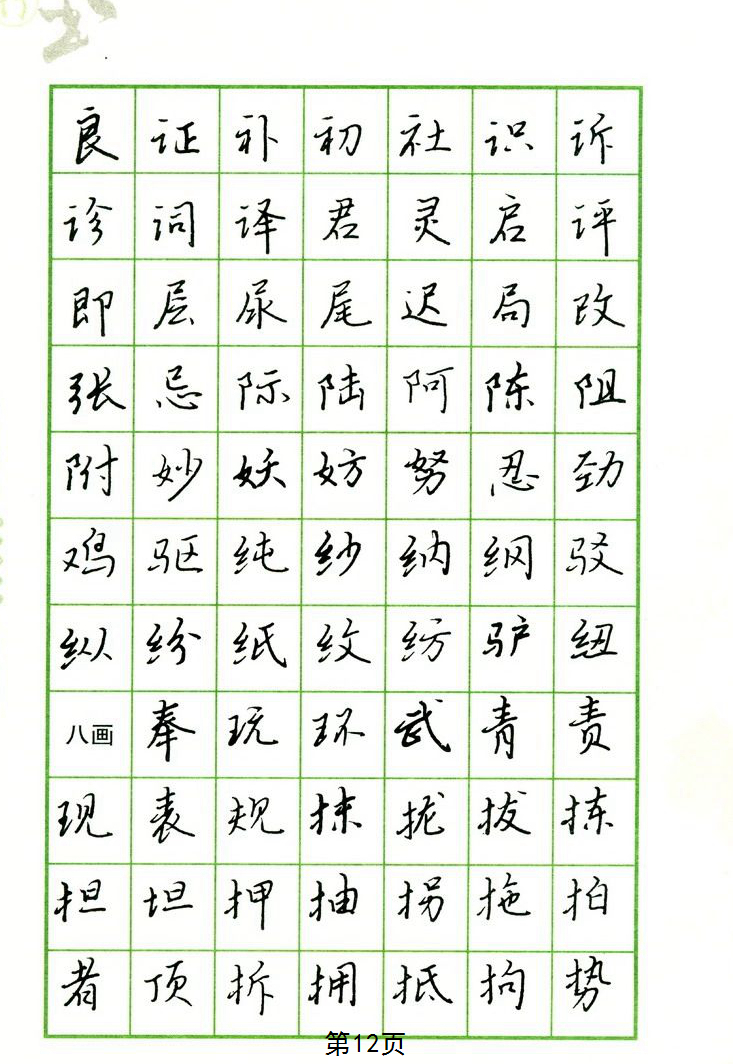 良 证 补 初 社 识 诉
诊 词 译 君 灵 启 评
即 层 尿 尾 迟 局 改
张 忌 际 陆 阿 陈 阻
附 妙 妖 妨 努 忍 劲
鸡 驱 纯 纱 纳 纲 驳
纵 纷 纸 纹 纺 驴 纽
八画 奉 玩 环 武 青 责
现 表 规 抹 拢 拔 拣
担 坦 押 抽 拐 拖 拍
者 顶 拆 拥 抵 拘 势
第12页